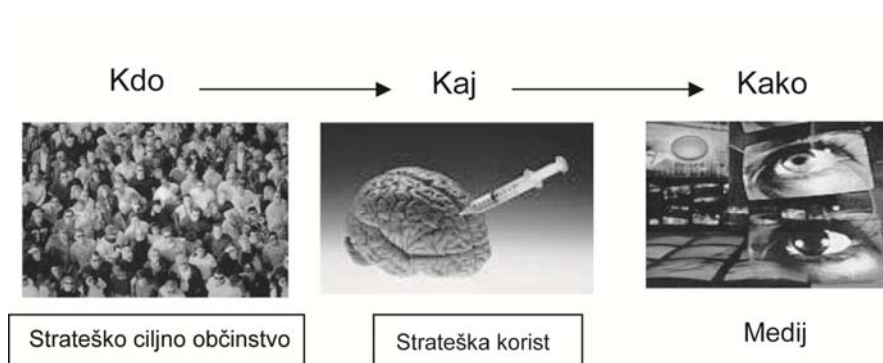 Kdo
Kaj
Kako
Strateško ciljno občinstvo
Strateška korist
Medij